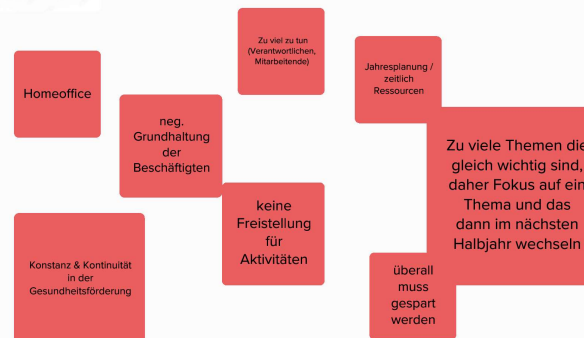 Zu viel zu tun
(Verantwortlichen,
Mitarbeitende)
Homeoffice
Jahresplanung /
zeitlich
Ressourcen
neg.
Grundhaltung
der
Beschäftigten
Zu viele Themen die
gleich wichtig sind,
daher Fokus auf ein
Thema und das
dann im nächsten
Halbjahr wechseln
keine
Freistellung
für
Aktivitäten
Konstanz & Kontinuität
in der
Gesundheitsförderung
überall
muss
gespart
werden